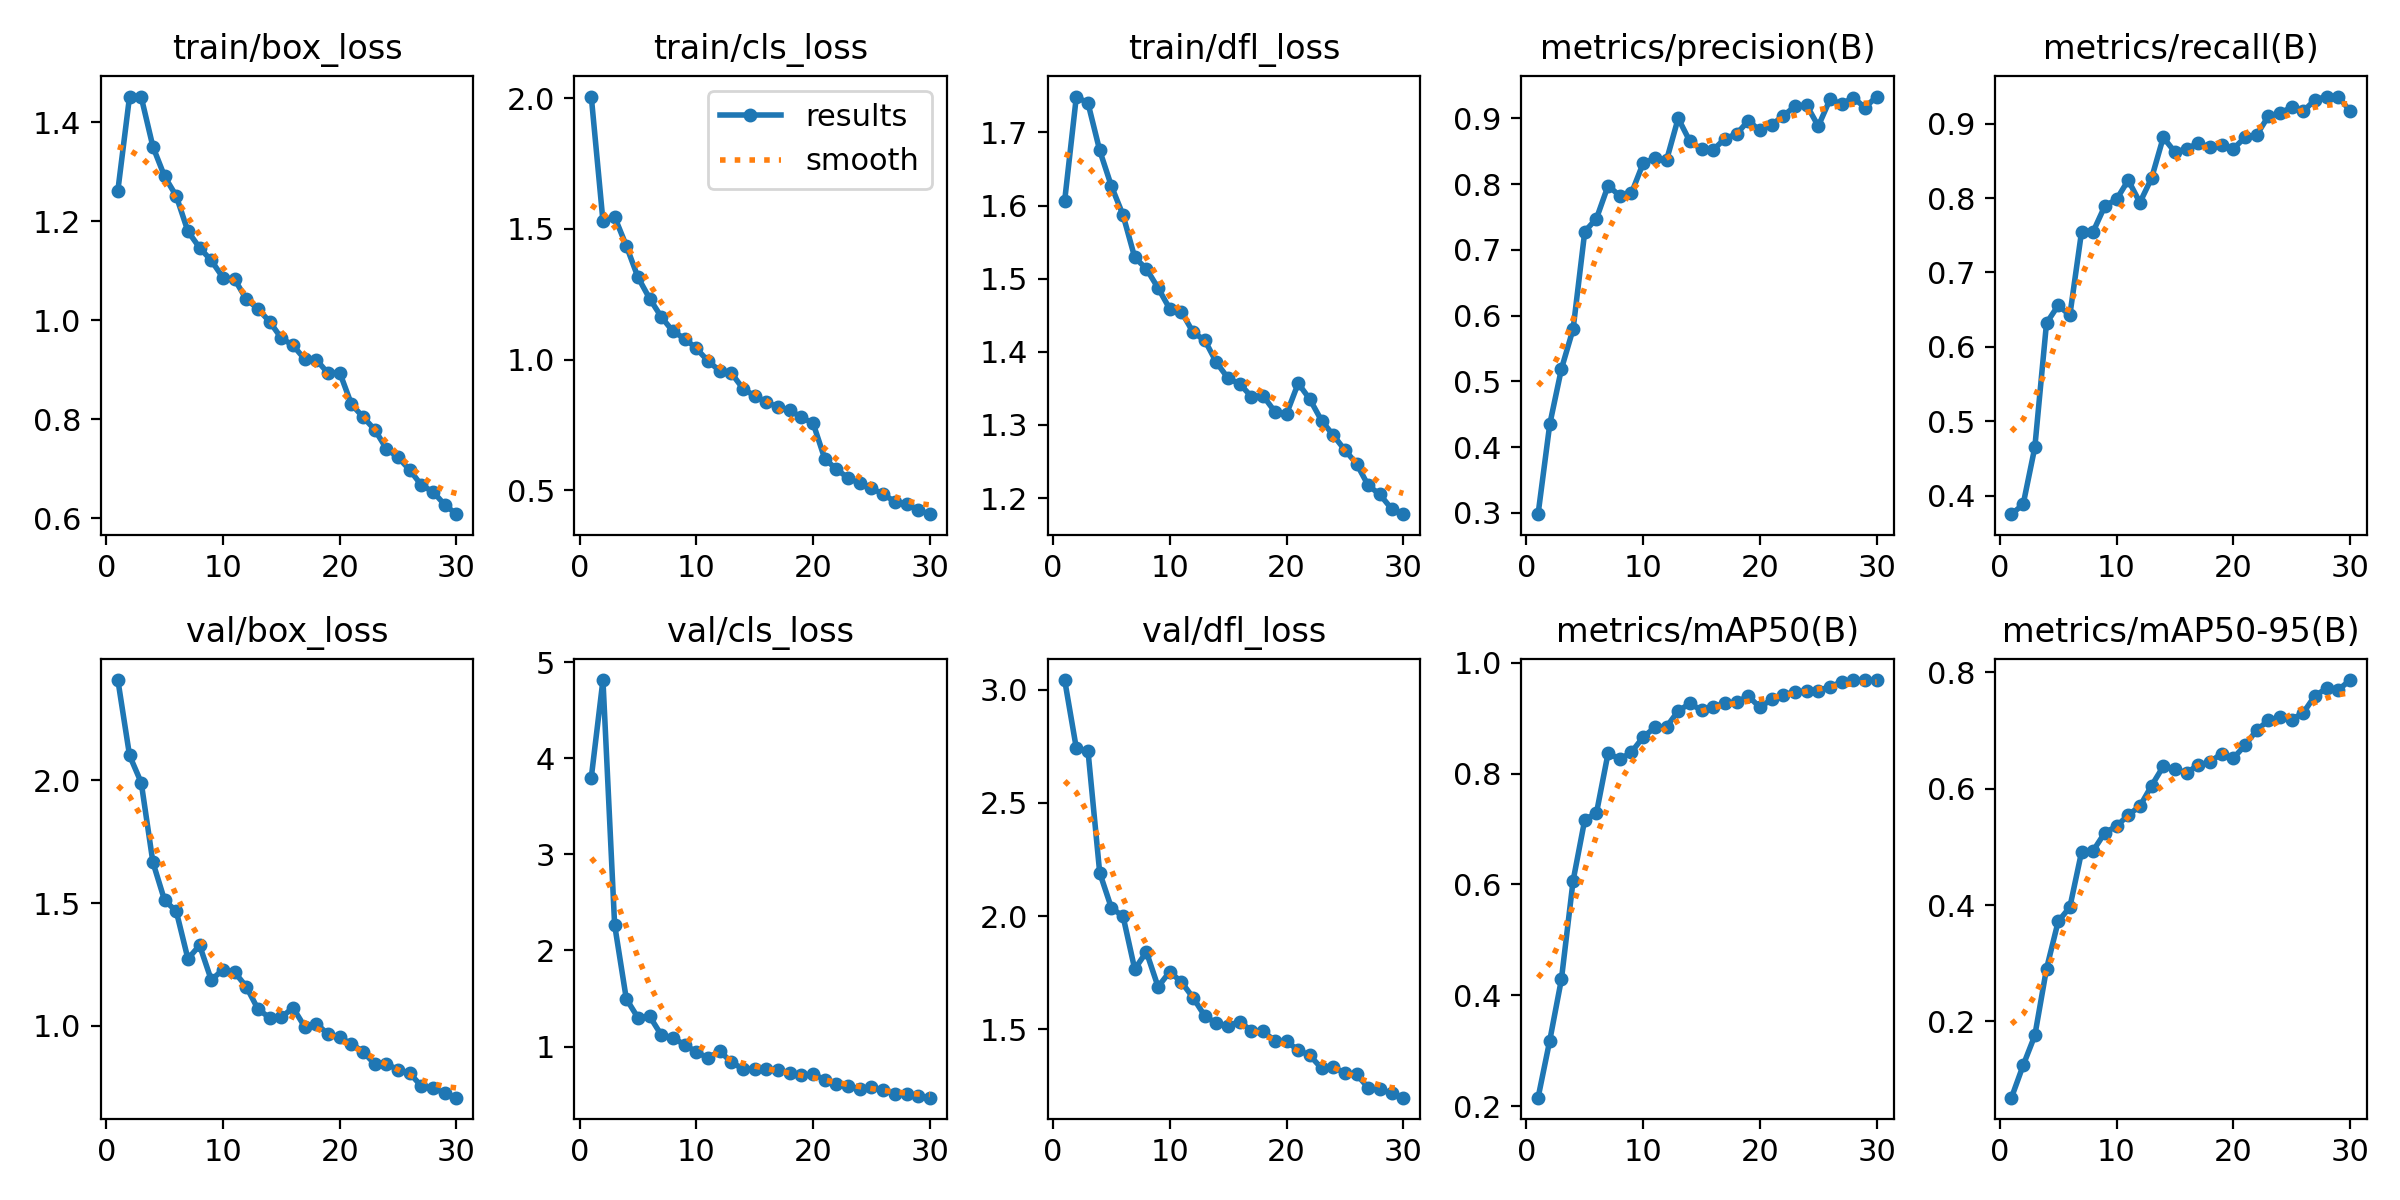 train/box_loss
train/cls_loss
train/dfl_loss
metrics/precision(B)
metrics/recall(B)
results
smooth
1.4
1.2
1.0
0.8
0.6
0 10 20 30
2.0
1.5
1.0
0.5
0 10 20 30
1.7
1.6
1.5
1.4
1.3
1.2
0 10 20 30
0.9
0.8
0.7
0.6
0.5
0.4
0.3
0 10 20 30
0.9
0.8
0.7
0.6
0.5
0.4
0 10 20 30
val/box_loss
val/cls_loss
val/dfl_loss
metrics/mAP50(B)
metrics/mAP50-95(B)
2.0
1.5
1.0
0 10 20 30
5
4
3
2
1
0 10 20 30
3.0
2.5
2.0
1.5
0 10 20 30
1.0
0.8
0.6
0.4
0.2
0 10 20 30
0.8
0.6
0.4
0.2
0 10 20 30